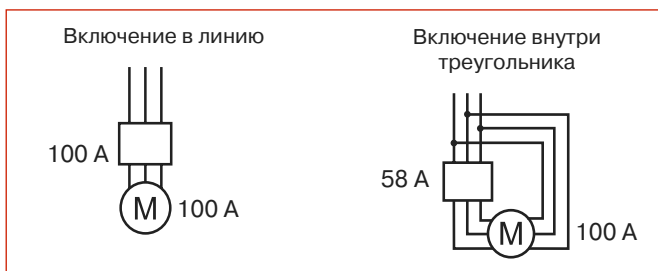 Включение в линию
100 А
М
100 А
Включение внутри
треугольника
58 А
М
100 А